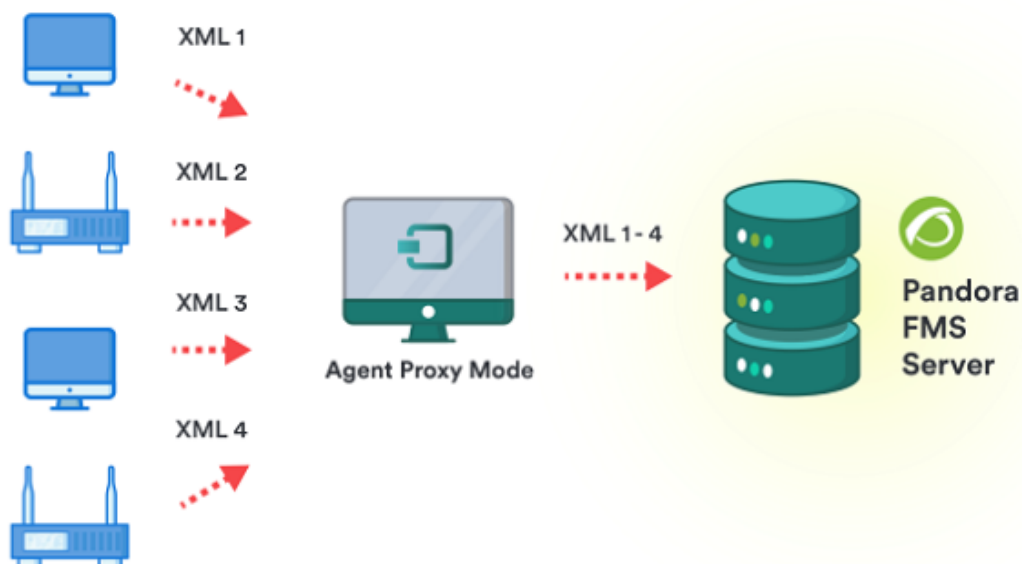 XML 1
XML 2
XML 3
XML 4
Agent Proxy Mode
XML 1- 4
Pandora
FMS
Server